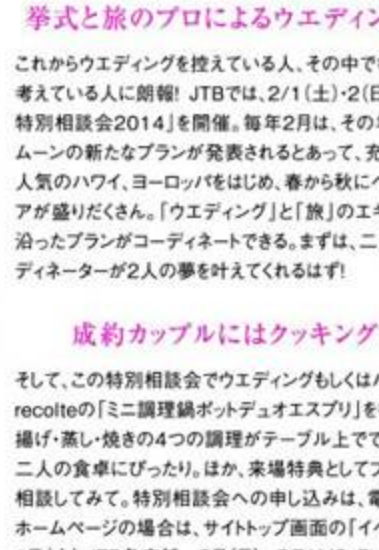 挙式と旅のプロによるウエディン
これからウエディングを控えている人、その中で
考えている人に朗報! JTBでは、2/1(土)・2(日
特別相談会2014」を開催。毎年2月は、その
ムーンの新たなプランが発表されるとあって、充
人気のハワイ、ヨーロッパをはじめ、春から秋に
アが盛りだくさん。「ウエディング」と「旅」のエ
沿ったプランがコーディネートできる。まずは、二
ディネーターが2人の夢を叶えてくれるはず!
成約カップルにはクッキング
そして、この特別相談会でウエディングもしくは
recolteの「ミニ調理鍋ポットデュオエスプリ」を
揚げ・蒸し・焼きの4つの調理がテーブル上で
二人の食卓にぴったり。ほか、来場特典として
相談してみて。特別相談会への申し込みは、電
ホームページの場合は、サイトトップ画面の「イ